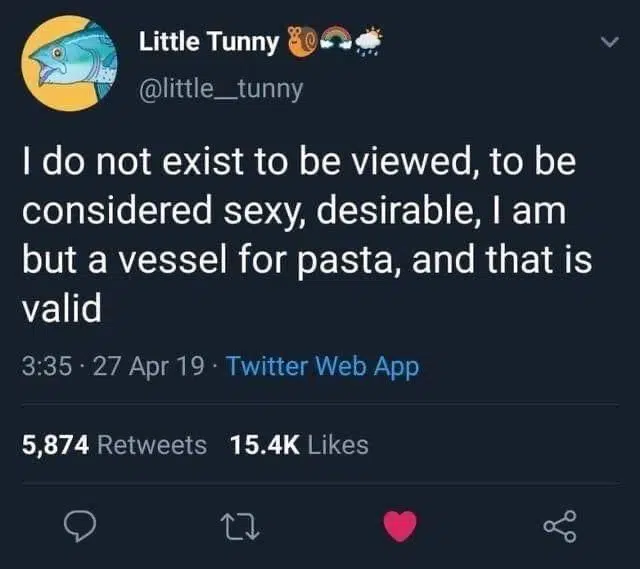 Little Tunny 🐌🌈🌦️
@little__tunny
I do not exist to be viewed, to be
considered sexy, desirable, I am
but a vessel for pasta, and that is
valid
3:35 · 27 Apr 19 · Twitter Web App
5,874 Retweets 15.4K Likes